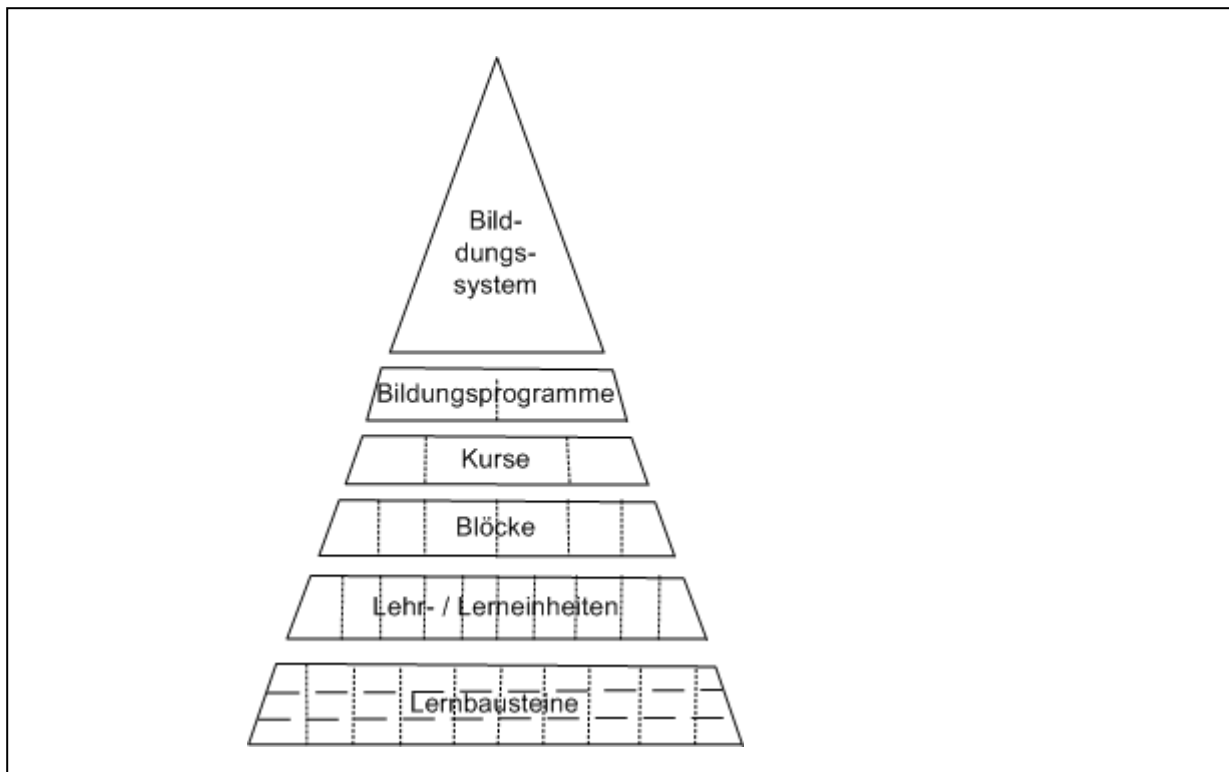 Bild-
dungs-
system
Bildungsprogramme
Kurse
Blöcke
Lehr- / Lerneinheiten
Lernbausteine